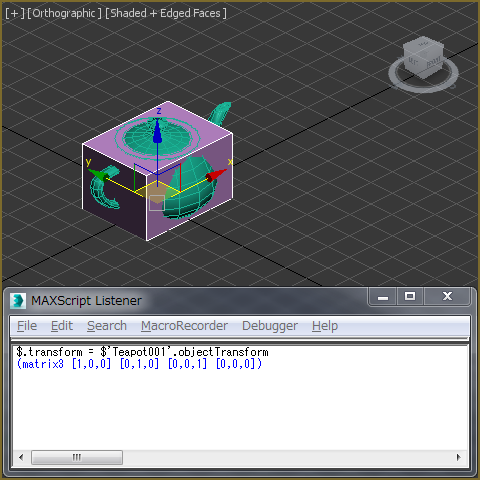 [+][Orthographic][Shaded + Edged Faces]
z
y
x
MAXScript Listener
File Edit Search MacroRecorder Debugger Help
$.transform = $'Teapot001'.objectTransform
(matrix3 [1,0,0] [0,1,0] [0,0,1] [0,0,0])